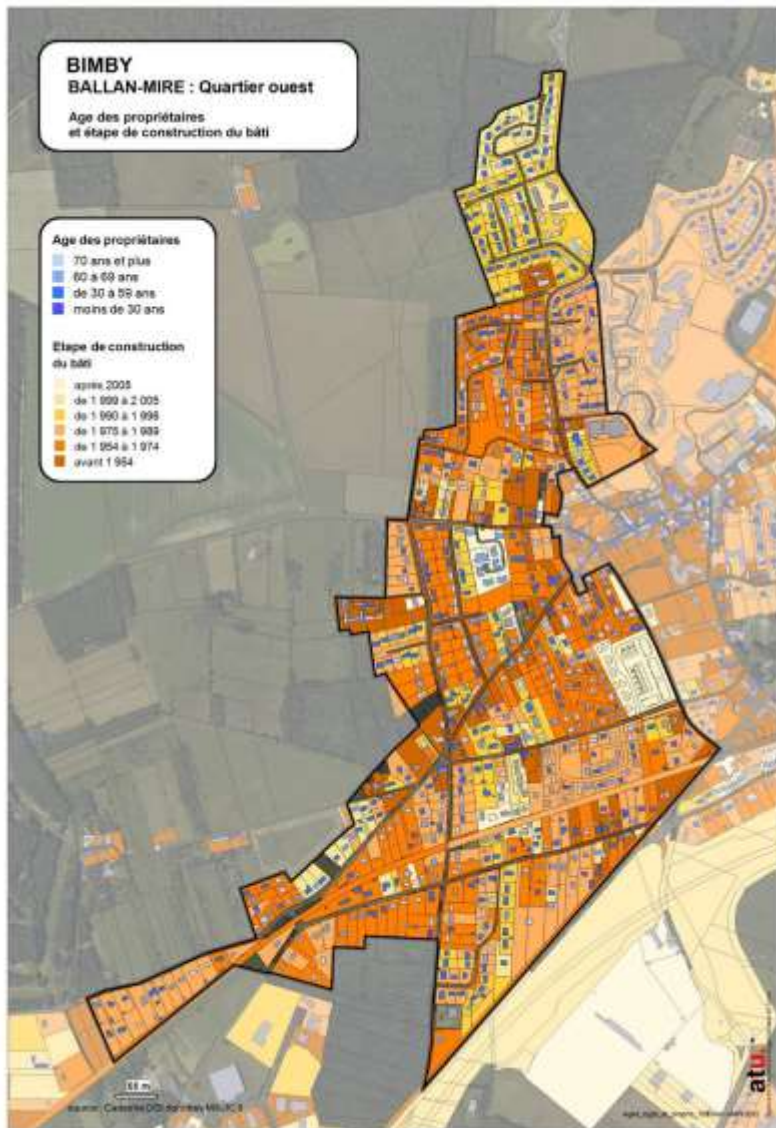 BIMBY
BALLAN-MIRE : Quartier ouest
Age des propriétaires
et étape de construction du bâti
Age des propriétaires
70 ans et plus
60 à 69 ans
de 30 à 59 ans
moins de 30 ans
Etape de construction
du bâti
après 2005
de 1 999 à 2 005
de 1 990 à 1 998
de 1 975 à 1 989
de 1 954 à 1 974
avant 1 954
atu